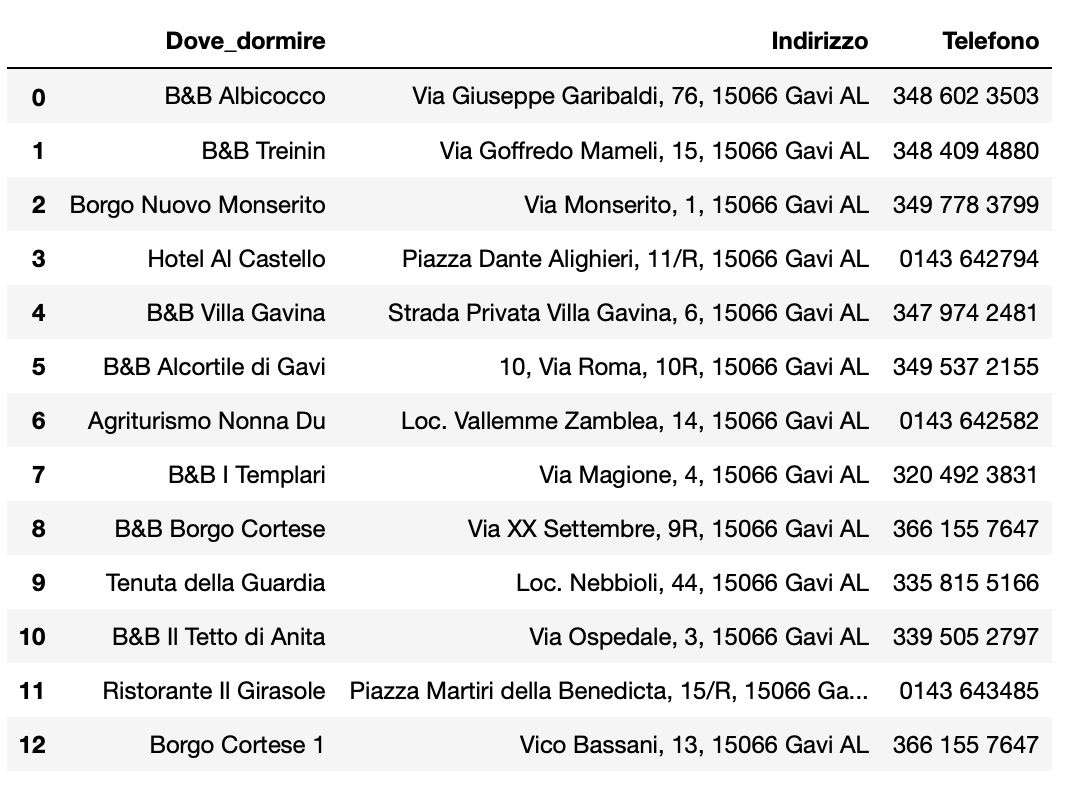 Dove_dormire Indirizzo Telefono
0 B&B Albicocco Via Giuseppe Garibaldi, 76, 15066 Gavi AL 348 602 3503
1 B&B Treinin Via Goffredo Mameli, 15, 15066 Gavi AL 348 409 4880
2 Borgo Nuovo Monserito Via Monserito, 1, 15066 Gavi AL 349 778 3799
3 Hotel Al Castello Piazza Dante Alighieri, 11/R, 15066 Gavi AL 0143 642794
4 B&B Villa Gavina Strada Privata Villa Gavina, 6, 15066 Gavi AL 347 974 2481
5 B&B Alcortile di Gavi 10, Via Roma, 10R, 15066 Gavi AL 349 537 2155
6 Agriturismo Nonna Du Loc. Vallemme Zamblea, 14, 15066 Gavi AL 0143 642582
7 B&B I Templari Via Magione, 4, 15066 Gavi AL 320 492 3831
8 B&B Borgo Cortese Via XX Settembre, 9R, 15066 Gavi AL 366 155 7647
9 Tenuta della Guardia Loc. Nebbioli, 44, 15066 Gavi AL 335 815 5166
10 B&B Il Tetto di Anita Via Ospedale, 3, 15066 Gavi AL 339 505 2797
11 Ristorante Il Girasole Piazza Martiri della Benedicta, 15/R, 15066 Ga... 0143 643485
12 Borgo Cortese 1 Vico Bassani, 13, 15066 Gavi AL 366 155 7647